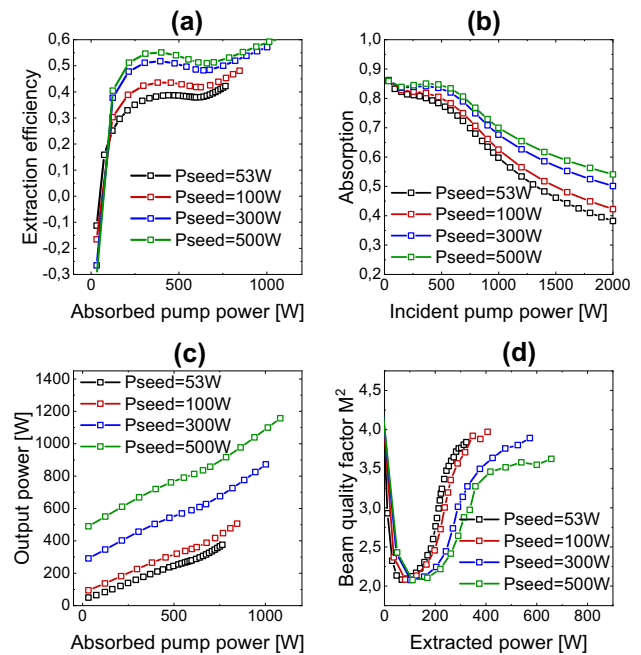 (a)
0,6
0,5
0,4
0,3
0,2
0,1
0,0
-0,1
-0,2
-0,3
Extraction efficiency
Pseed=53W
Pseed=100W
Pseed=300W
Pseed=500W
0 500 1000
Absorbed pump power [W]
(b)
1,0
0,9
0,8
0,7
0,6
0,5
0,4
0,3
0,2
Absorption
Pseed=53W
Pseed=100W
Pseed=300W
Pseed=500W
0 500 1000 1500 2000
Incident pump power [W]
(c)
1400
1200
1000
800
600
400
200
0
Output power [W]
Pseed=53W
Pseed=100W
Pseed=300W
Pseed=500W
0 500 1000
Absorbed pump power [W]
(d)
4,5
4,0
3,5
3,0
2,5
2,0
Beam quality factor M²
Pseed=53W
Pseed=100W
Pseed=300W
Pseed=500W
0 200 400 600 800
Extracted power [W]